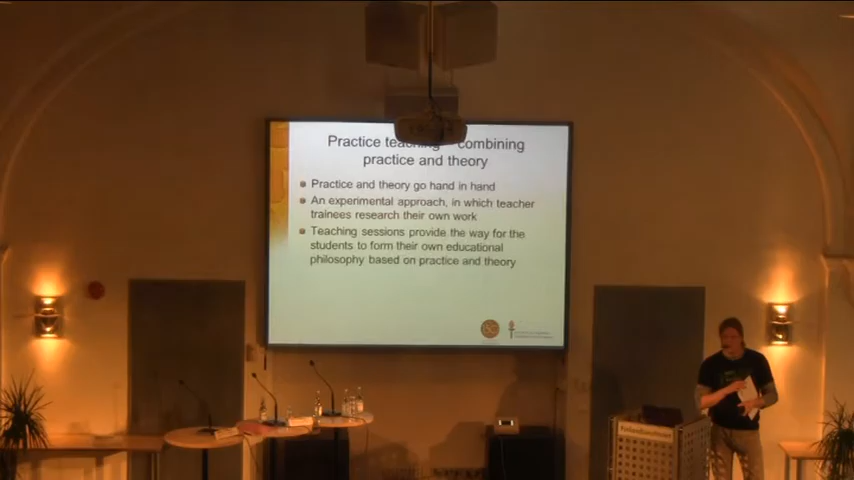 Practice teaching – combining
practice and theory
Practice and theory go hand in hand
An experimental approach, in which teacher
trainees research their own work
Teaching sessions provide the way for the
students to form their own educational
philosophy based on practice and theory